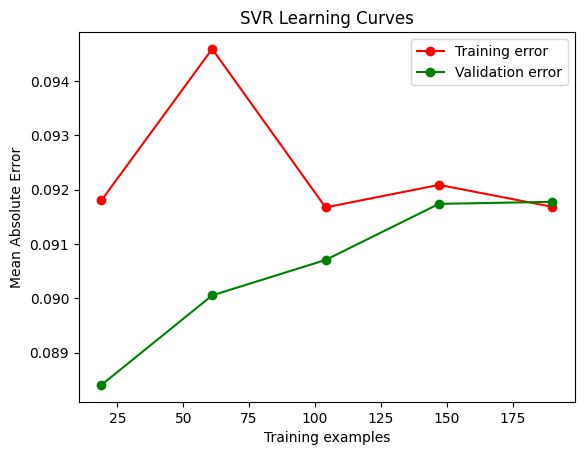 SVR Learning Curves
Training error
Validation error
Mean Absolute Error
0.094
0.093
0.092
0.091
0.090
0.089
25
50
75
100
125
150
175
Training examples